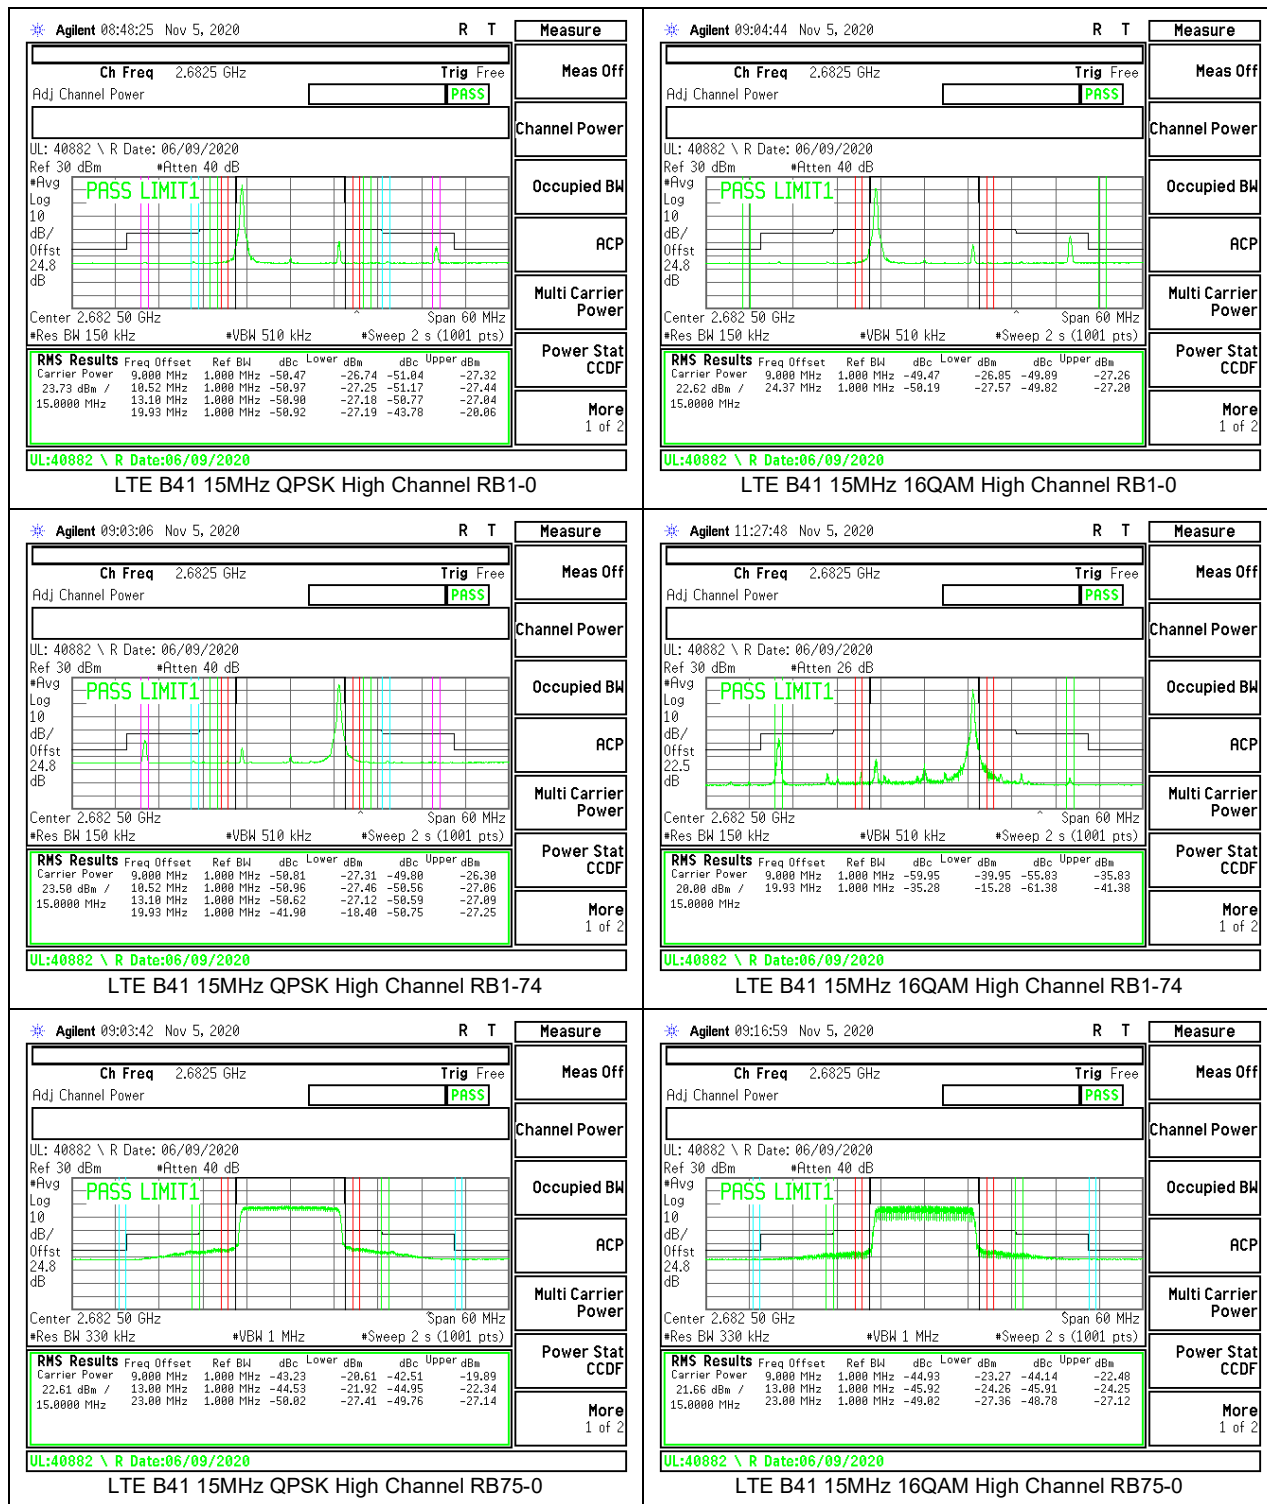 Agilent 08:48:25 Nov 5, 2020 R T Measure
Ch Freq 2.6825 GHz Trig Free Meas Off
Adj Channel Power PASS
Channel Power
UL: 40882 \ R Date: 06/09/2020
Ref 30 dBm #Atten 40 dB
#Avg PASS LIMIT1 Occupied BW
Log
10
dB/ ACP
Offst
24.8
dB
Multi Carrier
Power
Center 2.682 50 GHz Span 60 MHz
#Res BW 150 kHz #VBW 510 kHz #Sweep 2 s (1001 pts)
Power Stat
CCDF
RMS Results Freq Offset Ref BW dBc Lower dBm dBc Upper dBm
Carrier Power 9.000 MHz 1.000 MHz -50.47 -26.74 -51.04 -27.32
23.73 dBm / 10.52 MHz 1.000 MHz -50.97 -27.25 -51.17 -27.44
15.0000 MHz 13.10 MHz 1.000 MHz -50.90 -27.18 -50.77 -27.04
19.93 MHz 1.000 MHz -50.92 -27.19 -43.78 -20.06
More
1 of 2
UL:40882 \ R Date:06/09/2020
LTE B41 15MHz QPSK High Channel RB1-0
Agilent 09:04:44 Nov 5, 2020 R T Measure
Ch Freq 2.6825 GHz Trig Free Meas Off
Adj Channel Power PASS
Channel Power
UL: 40882 \ R Date: 06/09/2020
Ref 30 dBm #Atten 40 dB
#Avg PASS LIMIT1 Occupied BW
Log
10
dB/ ACP
Offst
24.8
dB
Multi Carrier
Power
Center 2.682 50 GHz Span 60 MHz
#Res BW 150 kHz #VBW 510 kHz #Sweep 2 s (1001 pts)
Power Stat
CCDF
RMS Results Freq Offset Ref BW dBc Lower dBm dBc Upper dBm
Carrier Power 9.000 MHz 1.000 MHz -49.47 -26.85 -49.89 -27.26
22.62 dBm / 24.37 MHz 1.000 MHz -50.19 -27.57 -49.82 -27.20
15.0000 MHz
More
1 of 2
UL:40882 \ R Date:06/09/2020
LTE B41 15MHz 16QAM High Channel RB1-0
Agilent 09:03:06 Nov 5, 2020 R T Measure
Ch Freq 2.6825 GHz Trig Free Meas Off
Adj Channel Power PASS
Channel Power
UL: 40882 \ R Date: 06/09/2020
Ref 30 dBm #Atten 40 dB
#Avg PASS LIMIT1 Occupied BW
Log
10
dB/ ACP
Offst
24.8
dB
Multi Carrier
Power
Center 2.682 50 GHz Span 60 MHz
#Res BW 150 kHz #VBW 510 kHz #Sweep 2 s (1001 pts)
Power Stat
CCDF
RMS Results Freq Offset Ref BW dBc Lower dBm dBc Upper dBm
Carrier Power 9.000 MHz 1.000 MHz -50.81 -27.31 -49.80 -26.30
23.50 dBm / 10.52 MHz 1.000 MHz -50.96 -27.46 -50.56 -27.06
15.0000 MHz 13.10 MHz 1.000 MHz -50.62 -27.12 -50.59 -27.09
19.93 MHz 1.000 MHz -41.90 -18.40 -50.75 -27.25
More
1 of 2
UL:40882 \ R Date:06/09/2020
LTE B41 15MHz QPSK High Channel RB1-74
Agilent 11:27:48 Nov 5, 2020 R T Measure
Ch Freq 2.6825 GHz Trig Free Meas Off
Adj Channel Power PASS
Channel Power
UL: 40882 \ R Date: 06/09/2020
Ref 30 dBm #Atten 26 dB
#Avg PASS LIMIT1 Occupied BW
Log
10
dB/ ACP
Offst
22.5
dB
Multi Carrier
Power
Center 2.682 50 GHz Span 60 MHz
#Res BW 150 kHz #VBW 510 kHz #Sweep 2 s (1001 pts)
Power Stat
CCDF
RMS Results Freq Offset Ref BW dBc Lower dBm dBc Upper dBm
Carrier Power 9.000 MHz 1.000 MHz -59.95 -39.95 -55.83 -35.83
20.00 dBm / 19.93 MHz 1.000 MHz -35.28 -15.28 -61.38 -41.38
15.0000 MHz
More
1 of 2
UL:40882 \ R Date:06/09/2020
LTE B41 15MHz 16QAM High Channel RB1-74
Agilent 09:03:42 Nov 5, 2020 R T Measure
Ch Freq 2.6825 GHz Trig Free Meas Off
Adj Channel Power PASS
Channel Power
UL: 40882 \ R Date: 06/09/2020
Ref 30 dBm #Atten 40 dB
#Avg PASS LIMIT1 Occupied BW
Log
10
dB/ ACP
Offst
24.8
dB
Multi Carrier
Power
Center 2.682 50 GHz Span 60 MHz
#Res BW 330 kHz #VBW 1 MHz #Sweep 2 s (1001 pts)
Power Stat
CCDF
RMS Results Freq Offset Ref BW dBc Lower dBm dBc Upper dBm
Carrier Power 9.000 MHz 1.000 MHz -43.23 -20.61 -42.51 -19.89
22.61 dBm / 13.00 MHz 1.000 MHz -44.53 -21.92 -44.95 -22.34
15.0000 MHz 23.00 MHz 1.000 MHz -50.02 -27.41 -49.76 -27.14
More
1 of 2
UL:40882 \ R Date:06/09/2020
LTE B41 15MHz QPSK High Channel RB75-0
Agilent 09:16:59 Nov 5, 2020 R T Measure
Ch Freq 2.6825 GHz Trig Free Meas Off
Adj Channel Power PASS
Channel Power
UL: 40882 \ R Date: 06/09/2020
Ref 30 dBm #Atten 40 dB
#Avg PASS LIMIT1 Occupied BW
Log
10
dB/ ACP
Offst
24.8
dB
Multi Carrier
Power
Center 2.682 50 GHz Span 60 MHz
#Res BW 330 kHz #VBW 1 MHz #Sweep 2 s (1001 pts)
Power Stat
CCDF
RMS Results Freq Offset Ref BW dBc Lower dBm dBc Upper dBm
Carrier Power 9.000 MHz 1.000 MHz -44.93 -23.27 -44.14 -22.48
21.66 dBm / 13.00 MHz 1.000 MHz -45.92 -24.26 -45.91 -24.25
15.0000 MHz 23.00 MHz 1.000 MHz -49.02 -27.36 -48.78 -27.12
More
1 of 2
UL:40882 \ R Date:06/09/2020
LTE B41 15MHz 16QAM High Channel RB75-0